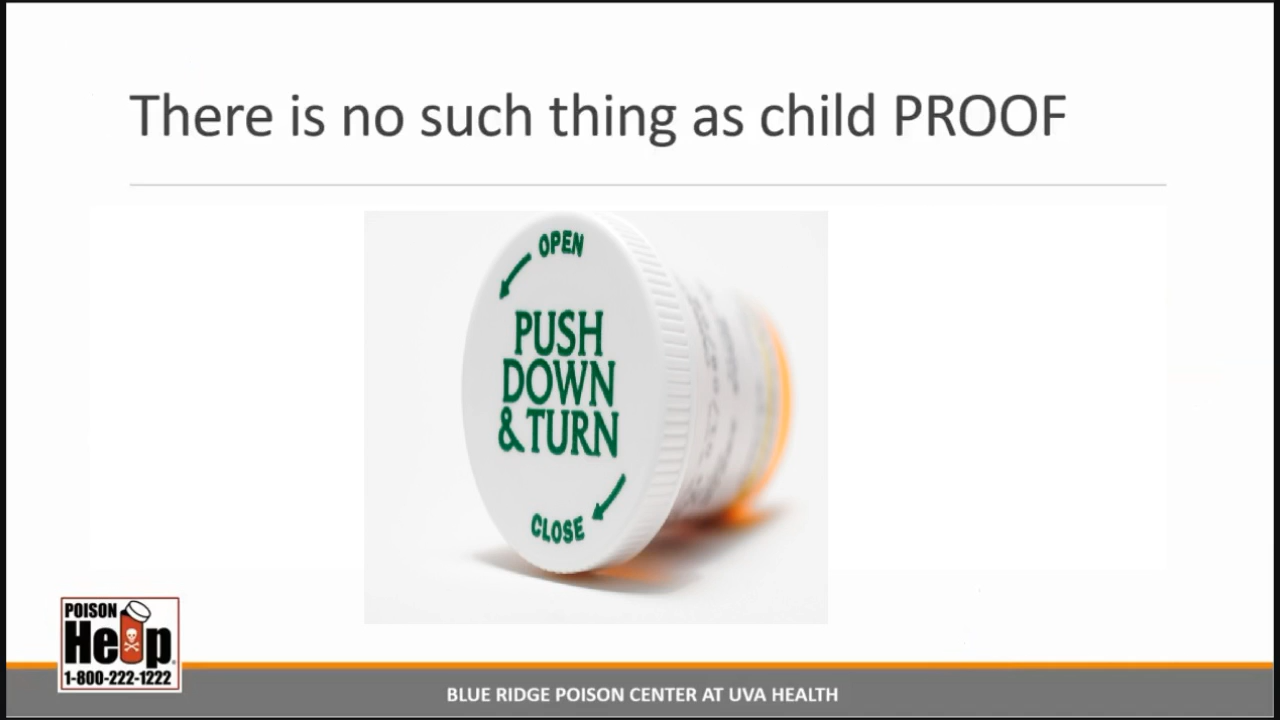 There is no such thing as child PROOF
OPEN
PUSH
DOWN
& TURN
CLOSE
POISON
Help
1-800-222-1222
BLUE RIDGE POISON CENTER AT UVA HEALTH